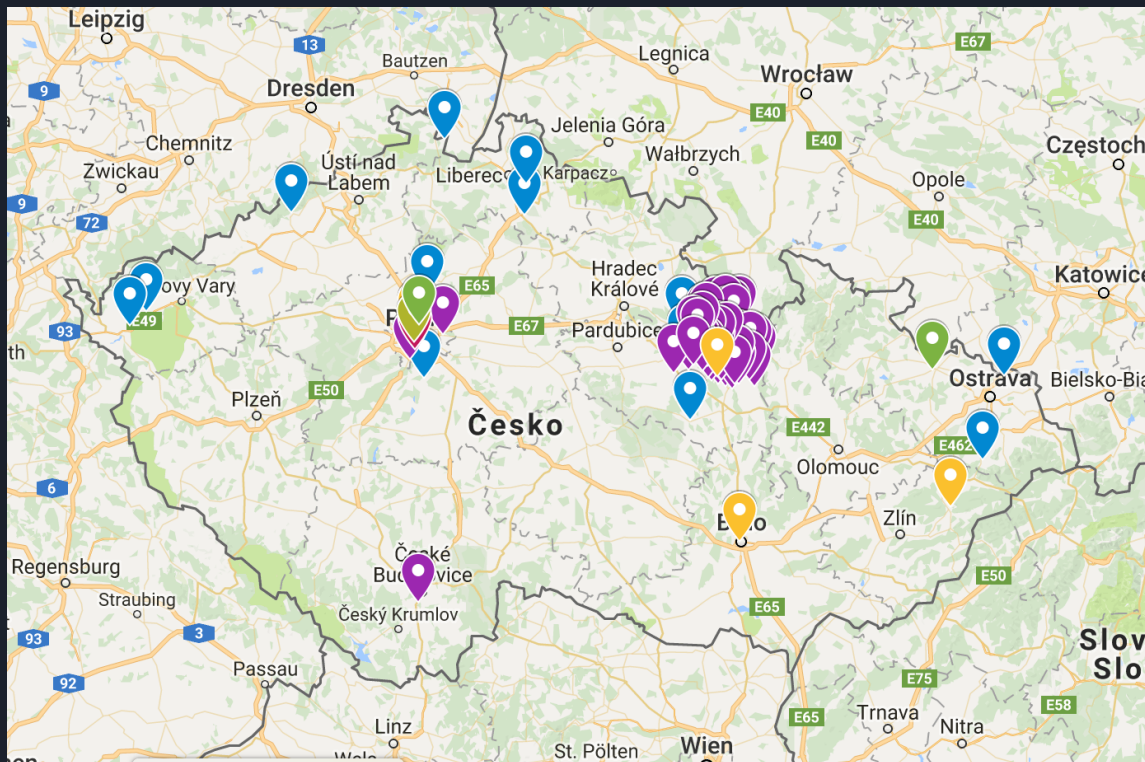 Leipzig
13
Bautzen
Legnica
E67
Dresden
Wrocław
9
E40
Jelenia Góra
E40
Chemnitz
Wałbrzych
Częstoch
Zwickau
Ústí nad
Labem
Liberec
Karpacz
Opole
9
72
E40
Hradec
Králové
Katowice
ovy Vary
E65
E49
93
E67
Pardubice
th
Ostrava
Bielsko-Bia
Plzeň
E50
Česko
E442
E462
Olomouc
6
Zlín
České
Regensburg
E50
Straubing
Český Krumlov
E65
93
3
Slov
Slo
Passau
E75
92
E58
Trnava
Linz
E65
Nitra
St. Pölten
Wien